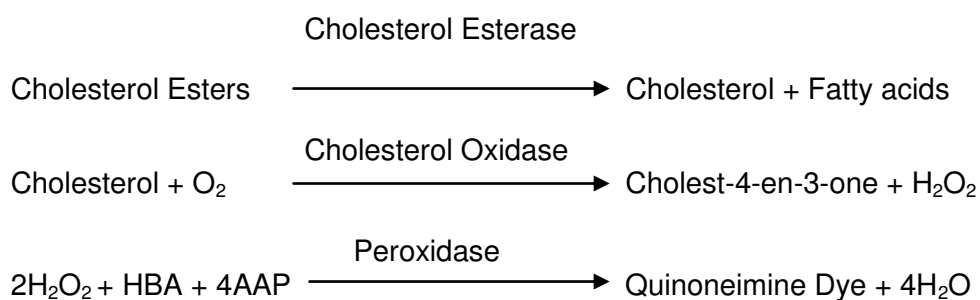 Cholesterol Esterase
Cholesterol Esters Cholesterol + Fatty acids
Cholesterol Oxidase
Cholesterol + O₂ Cholest-4-en-3-one + H₂O₂
Peroxidase
2H₂O₂ + HBA + 4AAP Quinoneimine Dye + 4H₂O